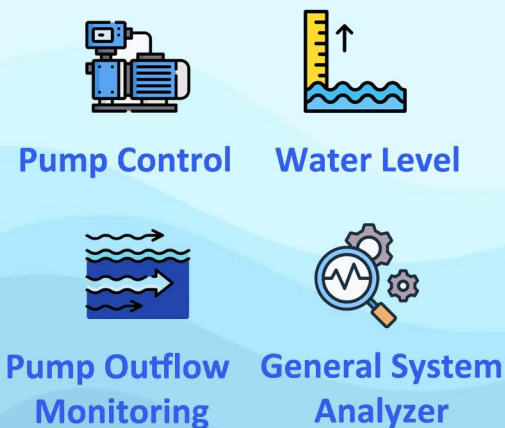 Pump Control
Water Level
Pump Outflow
Monitoring
General System
Analyzer